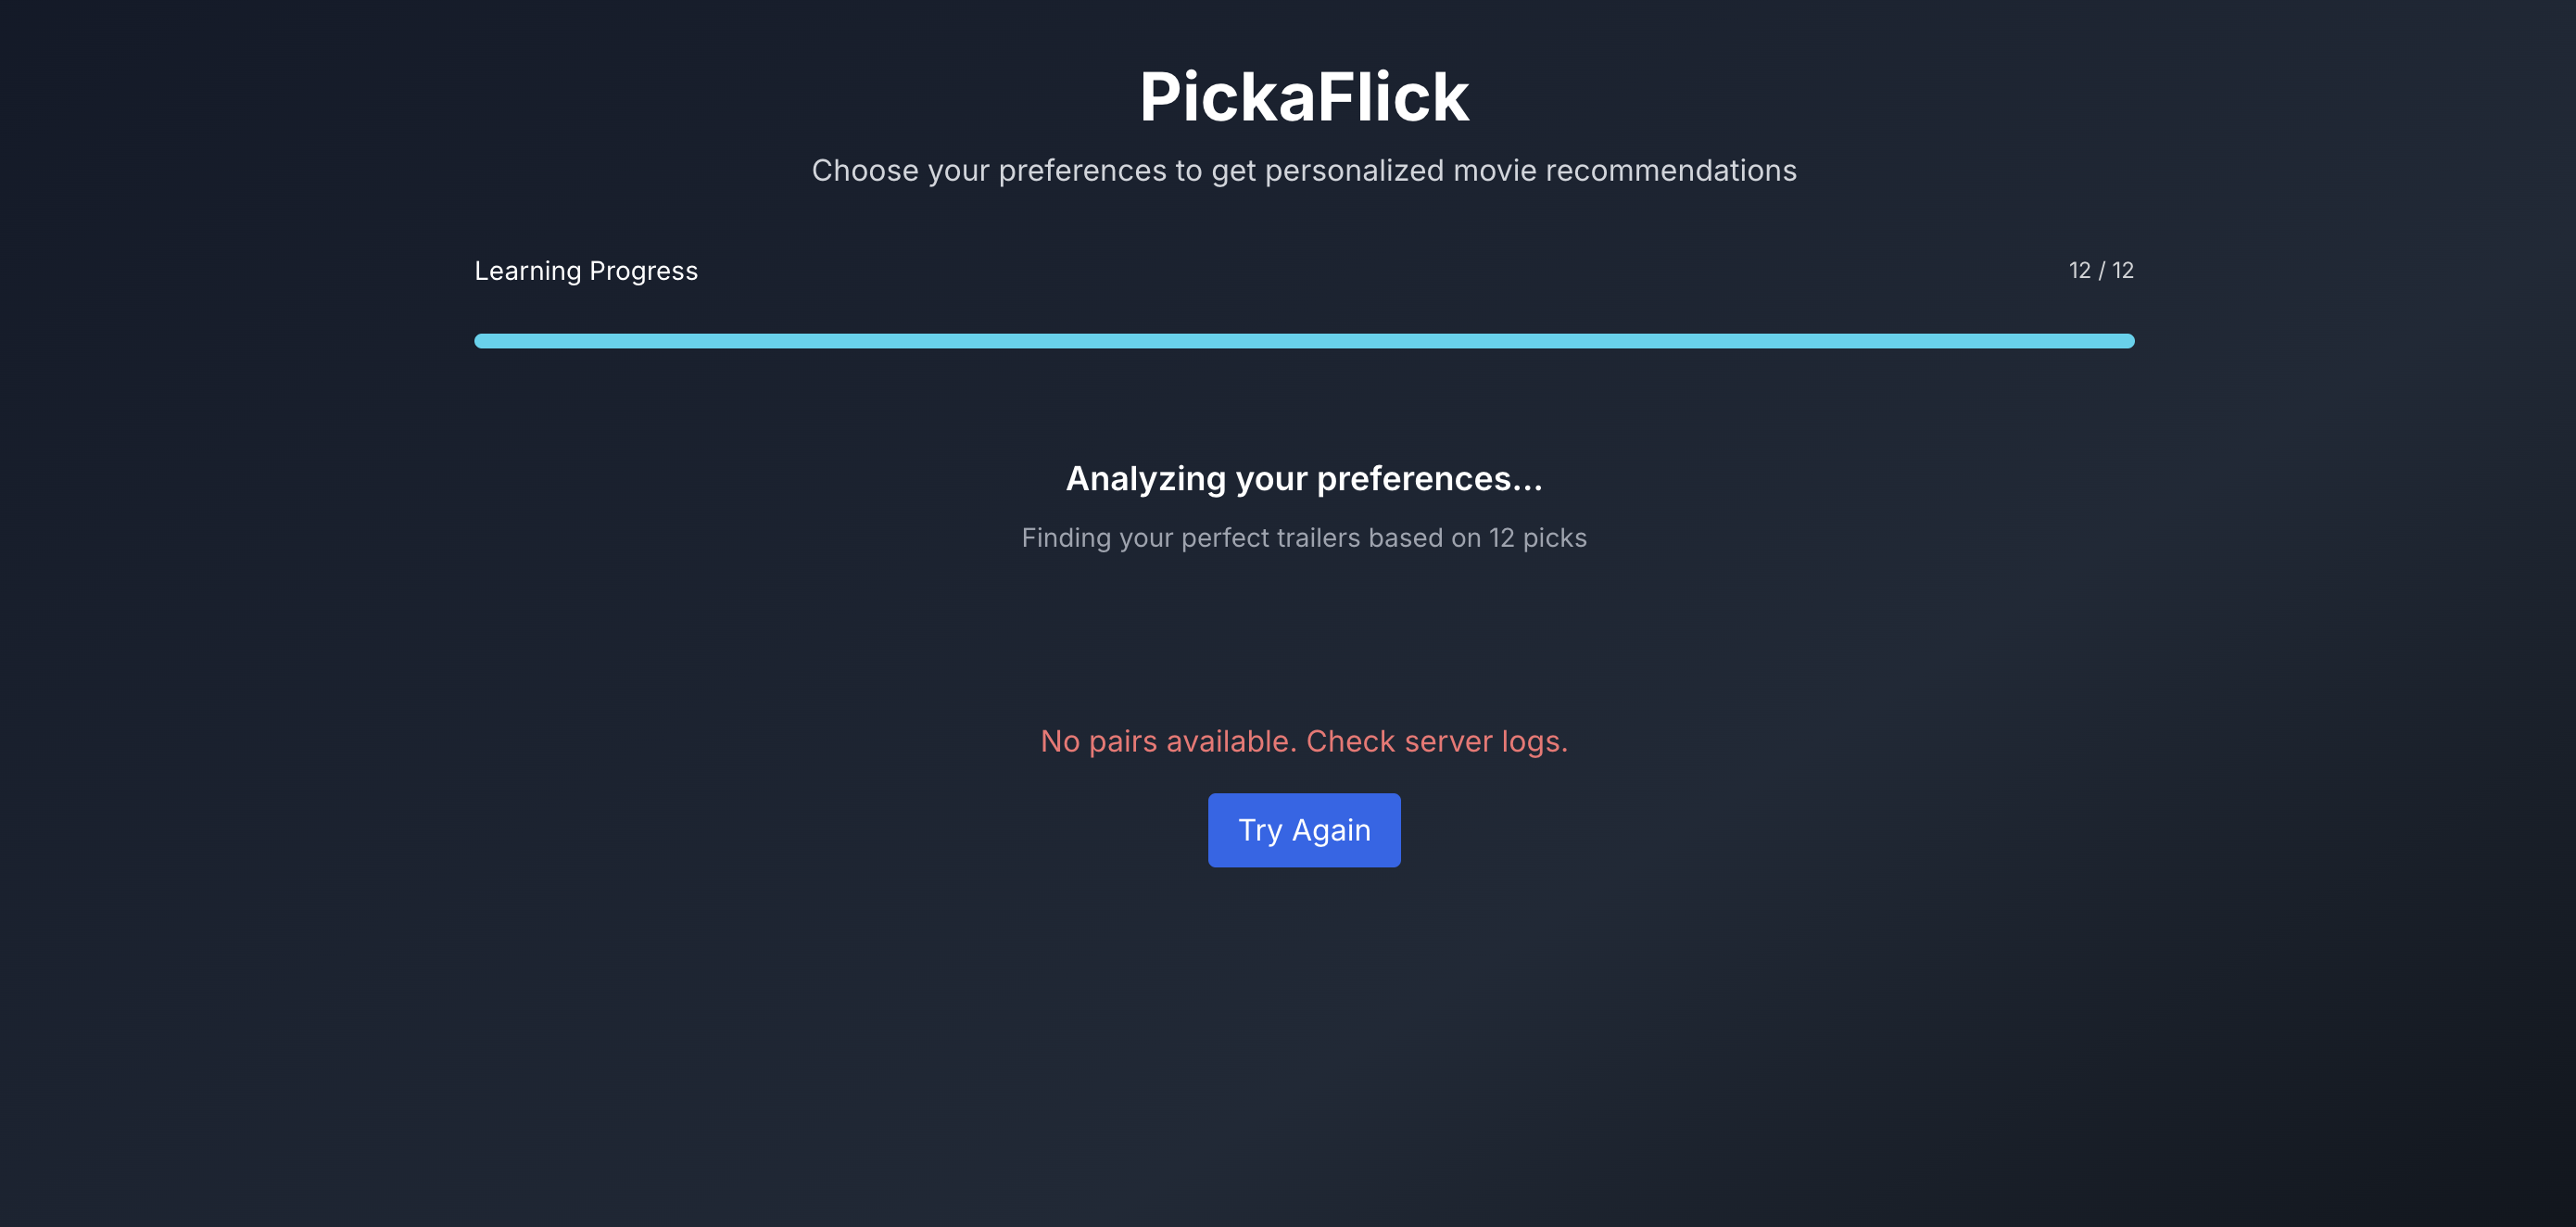 PickaFlick
Choose your preferences to get personalized movie recommendations
Learning Progress
12 / 12
Analyzing your preferences...
Finding your perfect trailers based on 12 picks
No pairs available. Check server logs.
Try Again